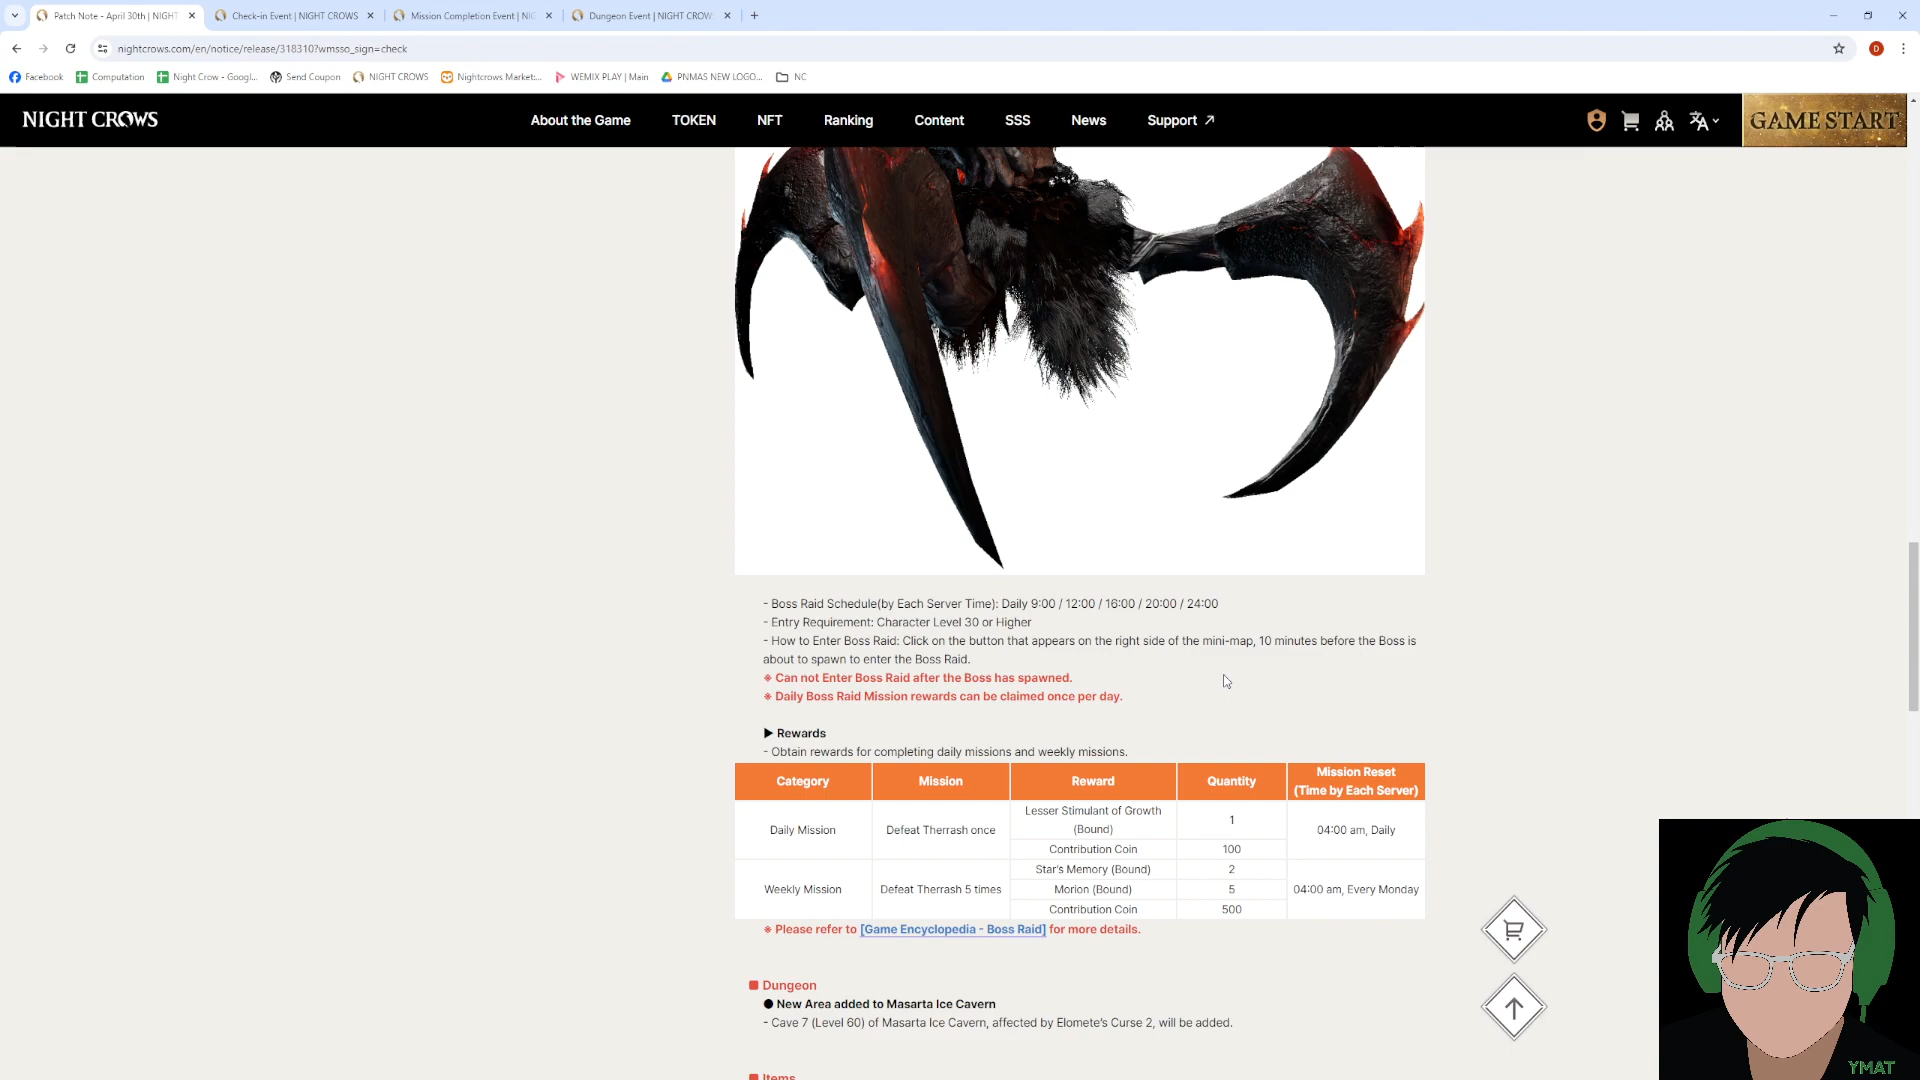 Patch Note - April 30th | NIGHT
Check-in Event | NIGHT CROWS
Mission Completion Event | NIG
Dungeon Event | NIGHT CROW
nightcrows.com/en/notice/release/318310?wmsso_sign=check
D
Facebook
Computation
Night Crow - Googl...
Send Coupon
NIGHT CROWS
Nightcrows Market:...
WEMIX PLAY | Main
PNMAS NEW LOGO...
NC
NIGHT CROWS
About the Game
TOKEN
NFT
Ranking
Content
SSS
News
Support
GAME START
- Boss Raid Schedule(by Each Server Time): Daily 9:00 / 12:00 / 16:00 / 20:00 / 24:00
- Entry Requirement: Character Level 30 or Higher
- How to Enter Boss Raid: Click on the button that appears on the right side of the mini-map, 10 minutes before the Boss is
about to spawn to enter the Boss Raid.
※ Can not Enter Boss Raid after the Boss has spawned.
※ Daily Boss Raid Mission rewards can be claimed once per day.
▶ Rewards
- Obtain rewards for completing daily missions and weekly missions.
Category
Mission
Reward
Quantity
Mission Reset
(Time by Each Server)
Daily Mission
Defeat Therrash once
Lesser Stimulant of Growth
(Bound)
1
Contribution Coin
100
04:00 am, Daily
Weekly Mission
Defeat Therrash 5 times
Star's Memory (Bound)
2
Morion (Bound)
5
Contribution Coin
500
04:00 am, Every Monday
※ Please refer to [Game Encyclopedia - Boss Raid] for more details.
■ Dungeon
● New Area added to Masarta Ice Cavern
- Cave 7 (Level 60) of Masarta Ice Cavern, affected by Elomete's Curse 2, will be added.
■ Items
YMAT